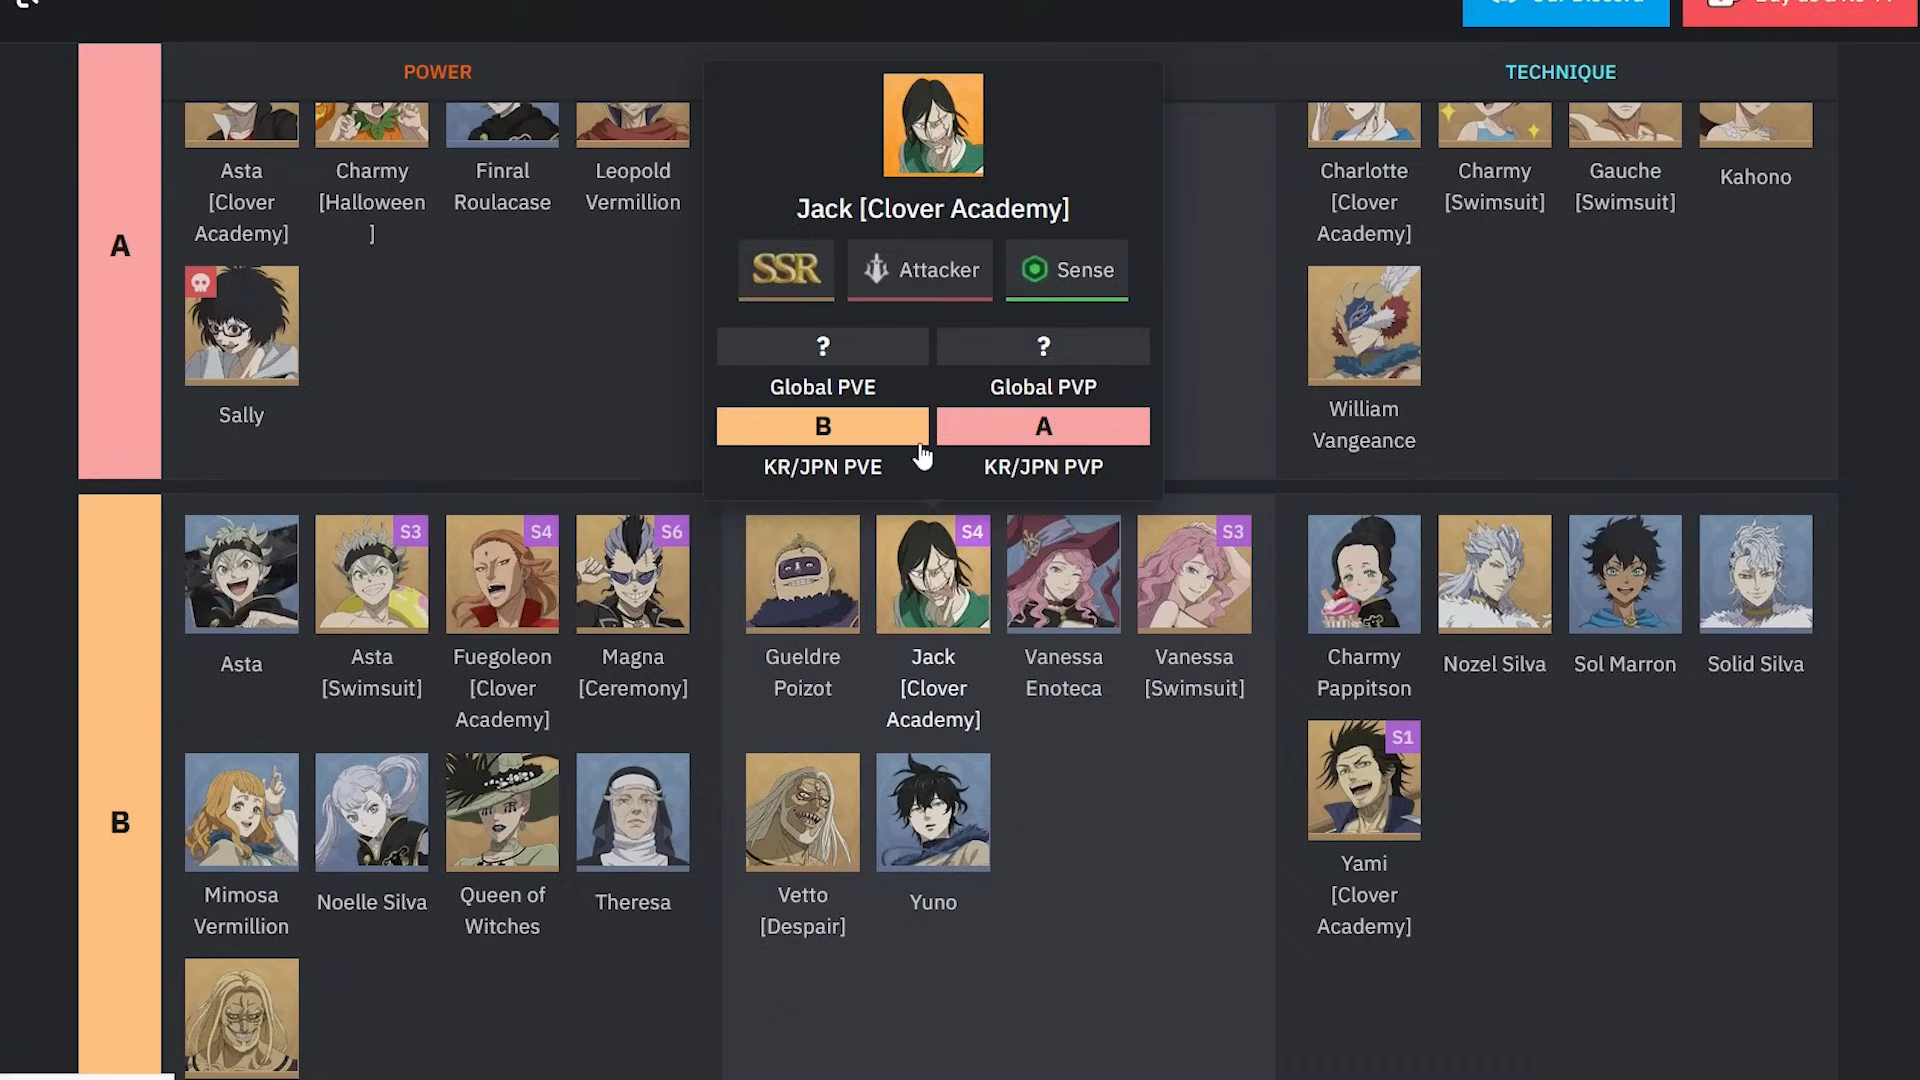 POWER
TECHNIQUE
A
Asta
[Clover
Academy]
Charmy
[Halloween
]
Finral
Roulacase
Leopold
Vermillion
Sally
Jack [Clover Academy]
SSR
Attacker
Sense
?
?
Global PVE
Global PVP
B
A
KR/JPN PVE
KR/JPN PVP
Charlotte
[Clover
Academy]
Charmy
[Swimsuit]
Gauche
[Swimsuit]
Kahono
William
Vangeance
B
Asta
S3
Asta
[Swimsuit]
S4
Fuegoleon
[Clover
Academy]
S6
Magna
[Ceremony]
Gueldre
Poizot
S4
Jack
[Clover
Academy]
Vanessa
Enoteca
S3
Vanessa
[Swimsuit]
Charmy
Pappitson
Nozel Silva
Sol Marron
Solid Silva
Mimosa
Vermillion
Noelle Silva
Queen of
Witches
Theresa
Vetto
[Despair]
Yuno
S1
Yami
[Clover
Academy]